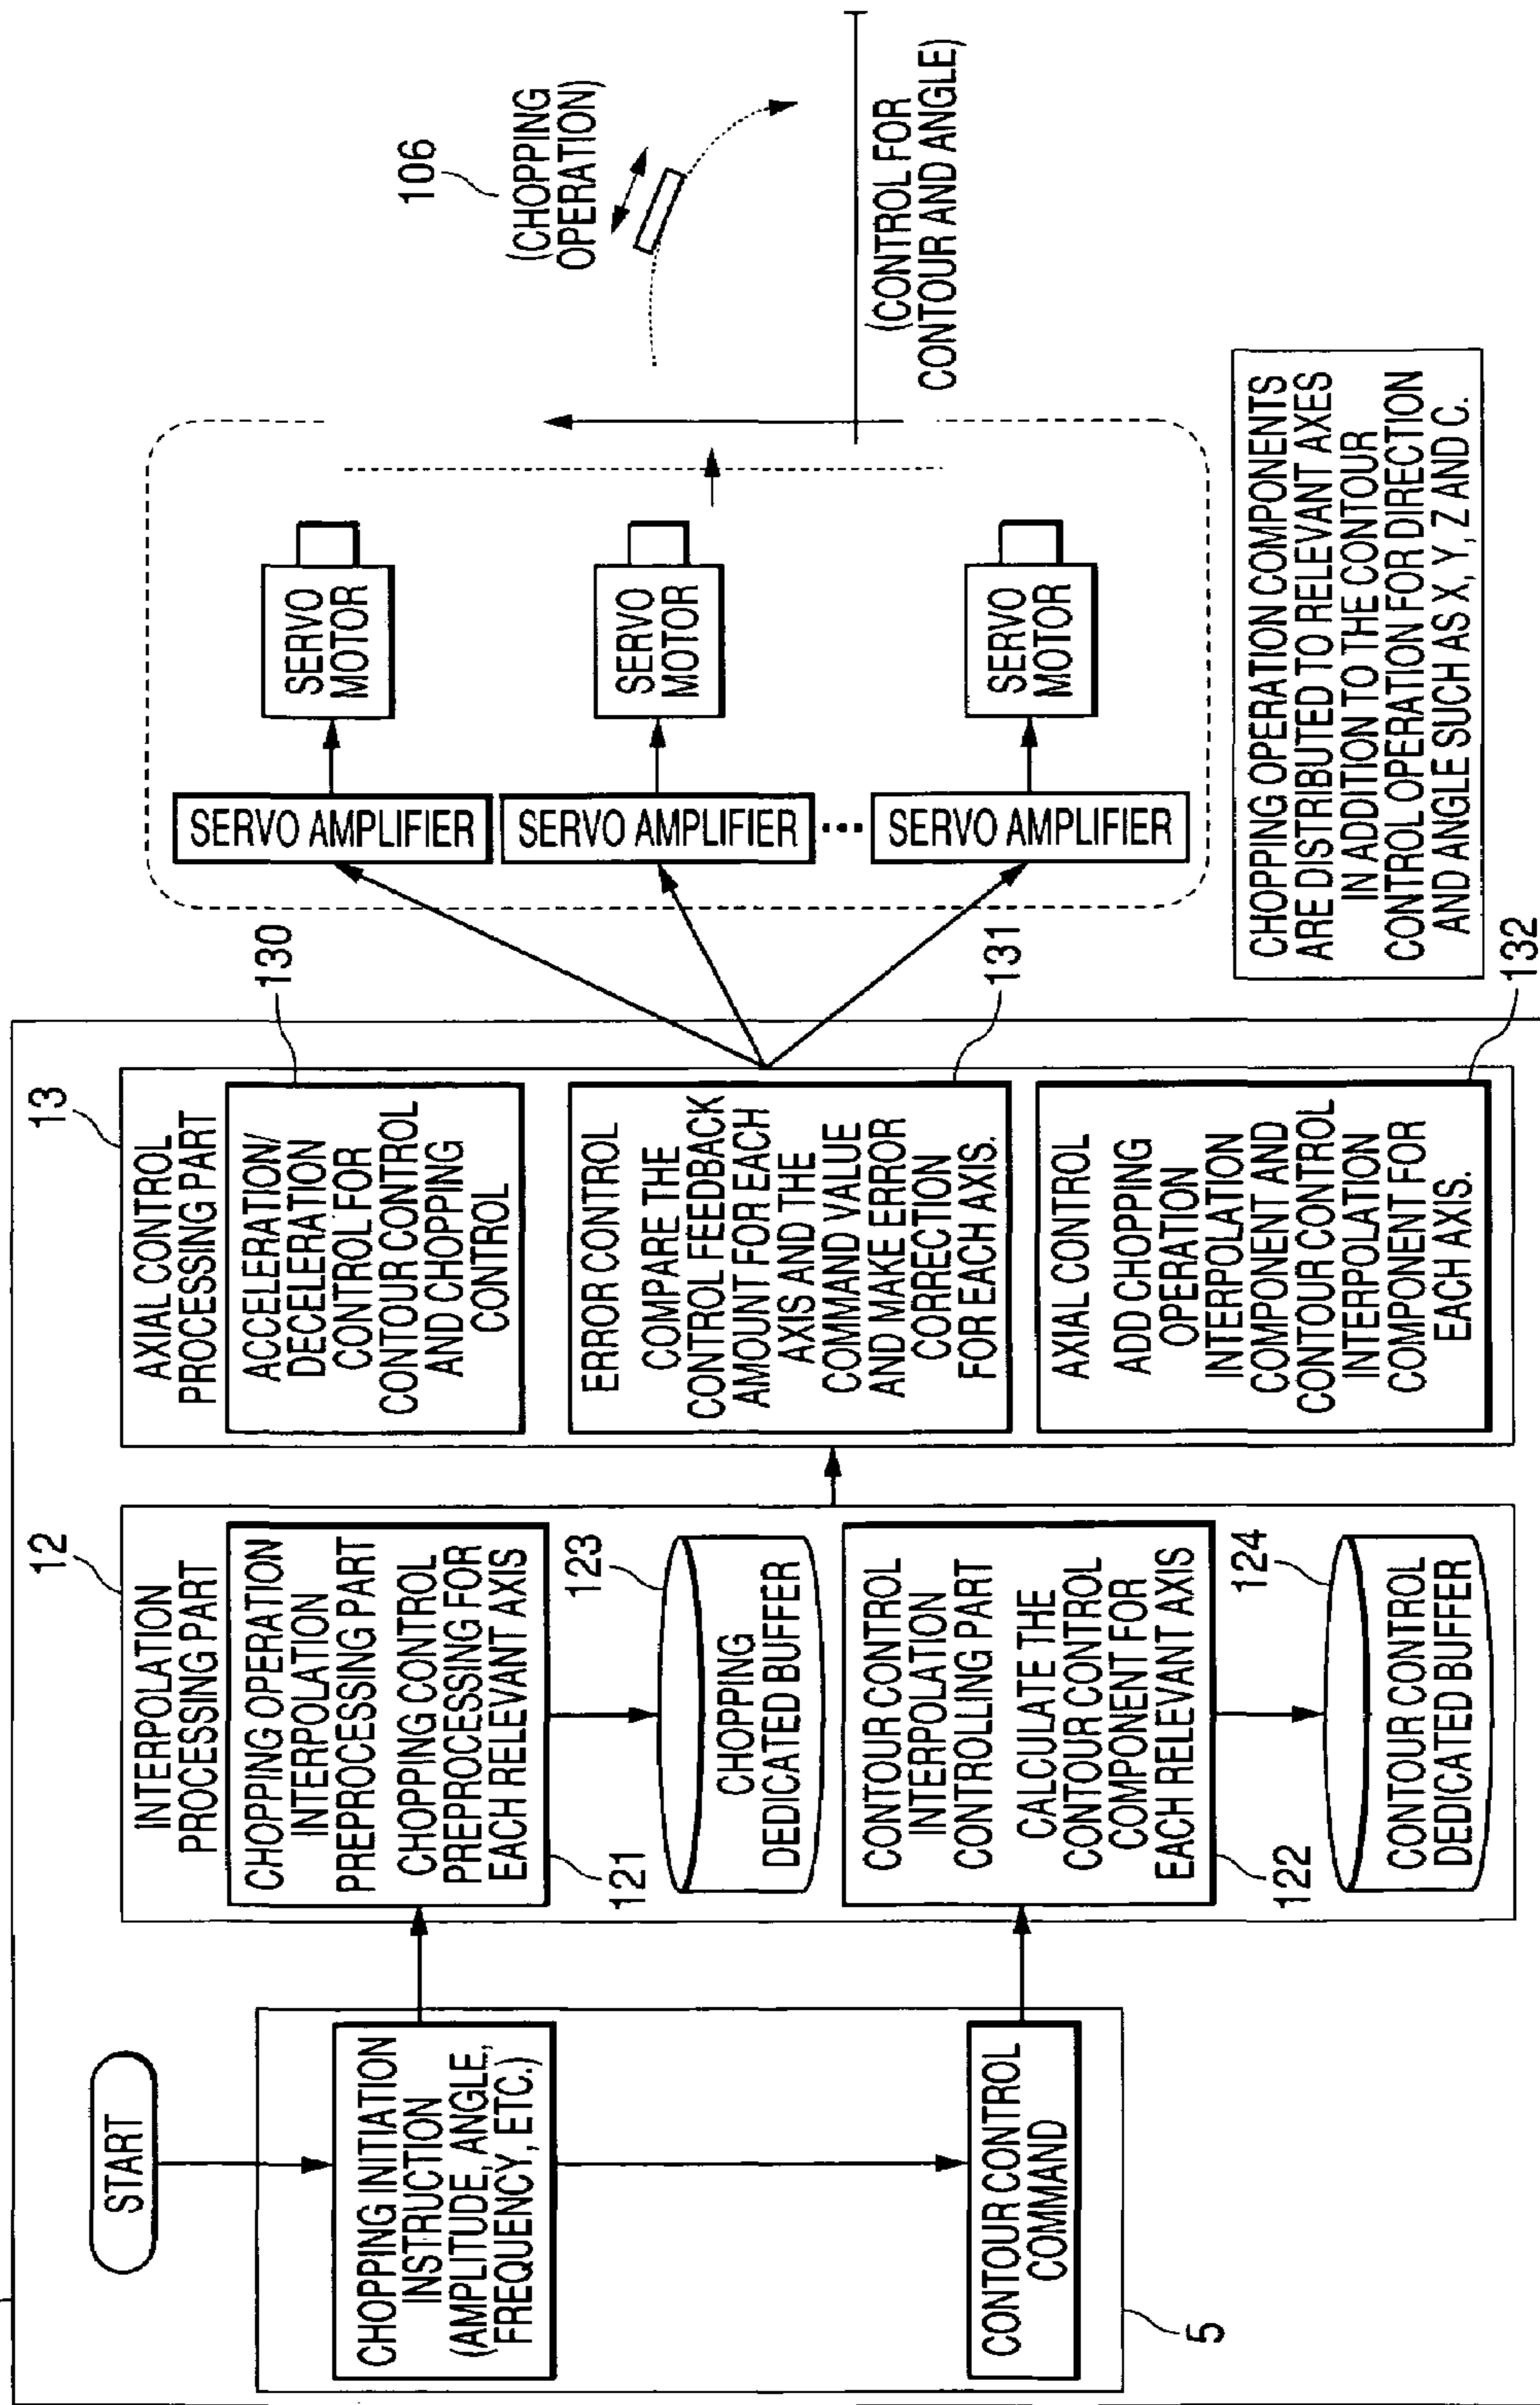 START
CHOPPING INITIATION
INSTRUCTION
(AMPLITUDE, ANGLE,
FREQUENCY, ETC.)
CONTOUR CONTROL
COMMAND
5
12
INTERPOLATION
PROCESSING PART
CHOPPING OPERATION
INTERPOLATION
PREPROCESSING PART
CHOPPING CONTROL
PREPROCESSING FOR
EACH RELEVANT AXIS
121
123
CHOPPING
DEDICATED BUFFER
CONTOUR CONTROL
INTERPOLATION
CONTROLLING PART
CALCULATE THE
CONTOUR CONTROL
COMPONENT FOR
EACH RELEVANT AXIS
122
124
CONTOUR CONTROL
DEDICATED BUFFER
13
AXIAL CONTROL
PROCESSING PART
130
ACCELERATION/
DECELERATION
CONTROL FOR
CONTOUR CONTROL
AND CHOPPING
CONTROL
131
ERROR CONTROL
COMPARE THE
CONTROL FEEDBACK
AMOUNT FOR EACH
AXIS AND THE
COMMAND VALUE
AND MAKE ERROR
CORRECTION
FOR EACH AXIS.
132
AXIAL CONTROL
ADD CHOPPING
OPERATION
INTERPOLATION
COMPONENT AND
CONTOUR CONTROL
INTERPOLATION
COMPONENT FOR
EACH AXIS.
SERVO AMPLIFIER
SERVO
MOTOR
SERVO AMPLIFIER
SERVO
MOTOR
...
SERVO AMPLIFIER
SERVO
MOTOR
106
(CHOPPING
OPERATION)
(CONTROL FOR
CONTOUR AND ANGLE)
CHOPPING OPERATION COMPONENTS
ARE DISTRIBUTED TO RELEVANT AXES
IN ADDITION TO THE CONTOUR
CONTROL OPERATION FOR DIRECTION
AND ANGLE SUCH AS X, Y, Z AND C.